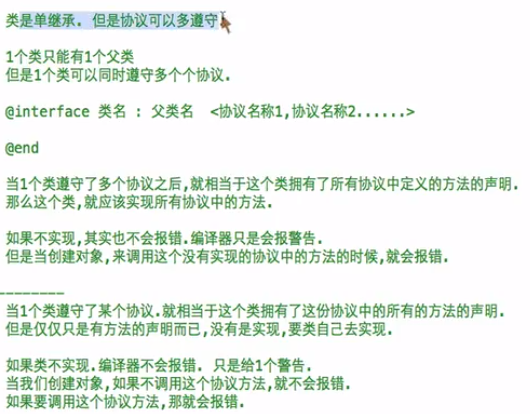 类是单继承. 但是协议可以多遵守
1个类只能有1个父类
但是1个类可以同时遵守多个个协议.
@interface 类名 : 父类名 <协议名称1,协议名称2......>
@end
当1个类遵守了多个协议之后,就相当于这个类拥有了所有协议中定义的方法的声明.
那么这个类,就应该实现所有协议中的方法.
如果不实现,其实也不会报错.编译器只是会报警告.
但是当创建对象,来调用这个没有实现的协议中的方法的时候,就会报错.
________
当1个类遵守了某个协议.就相当于这个类拥有了这份协议中的所有的方法的声明.
但是仅仅只是有方法的声明而已,没有是实现,要类自己去实现.
如果类不实现.编译器不会报错. 只是给1个警告.
当我们创建对象,如果不调用这个协议方法,就不会报错.
如果要调用这个协议方法,那就会报错.